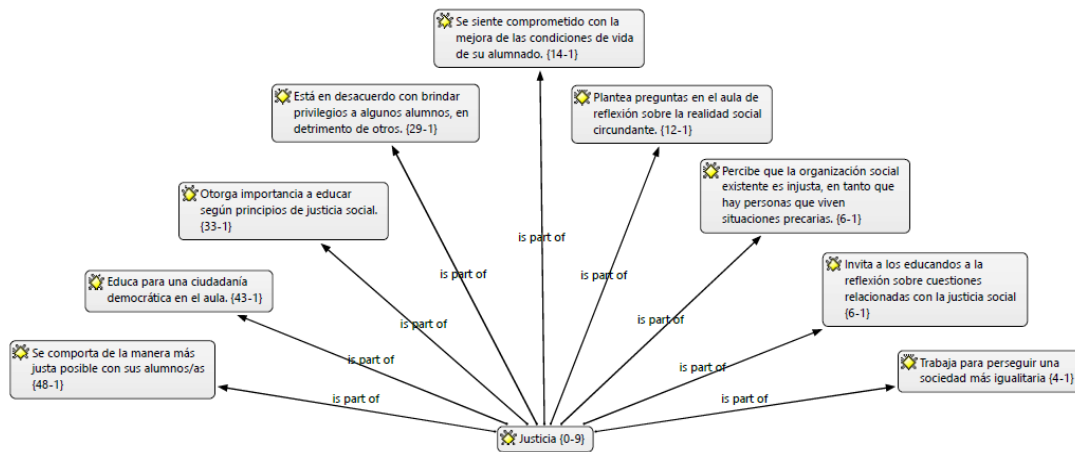 Se siente comprometido con la
mejora de las condiciones de vida
de su alumnado. {14-1}
Está en desacuerdo con brindar
privilegios a algunos alumnos, en
detrimento de otros. {29-1}
Plantea preguntas en el aula de
reflexión sobre la realidad social
circundante. {12-1}
Otorga importancia a educar
según principios de justicia social.
{33-1}
Percibe que la organización social
existente es injusta, en tanto que
hay personas que viven
situaciones precarias. {6-1}
Educa para una ciudadanía
democrática en el aula. {43-1}
Invita a los educandos a la
reflexión sobre cuestiones
relacionadas con la justicia social
{6-1}
Se comporta de la manera más
justa posible con sus alumnos/as
{48-1}
Trabaja para perseguir una
sociedad más igualitaria {4-1}
is part of
is part of
is part of
is part of
is part of
is part of
is part of
is part of
is part of
Justicia {0-9}